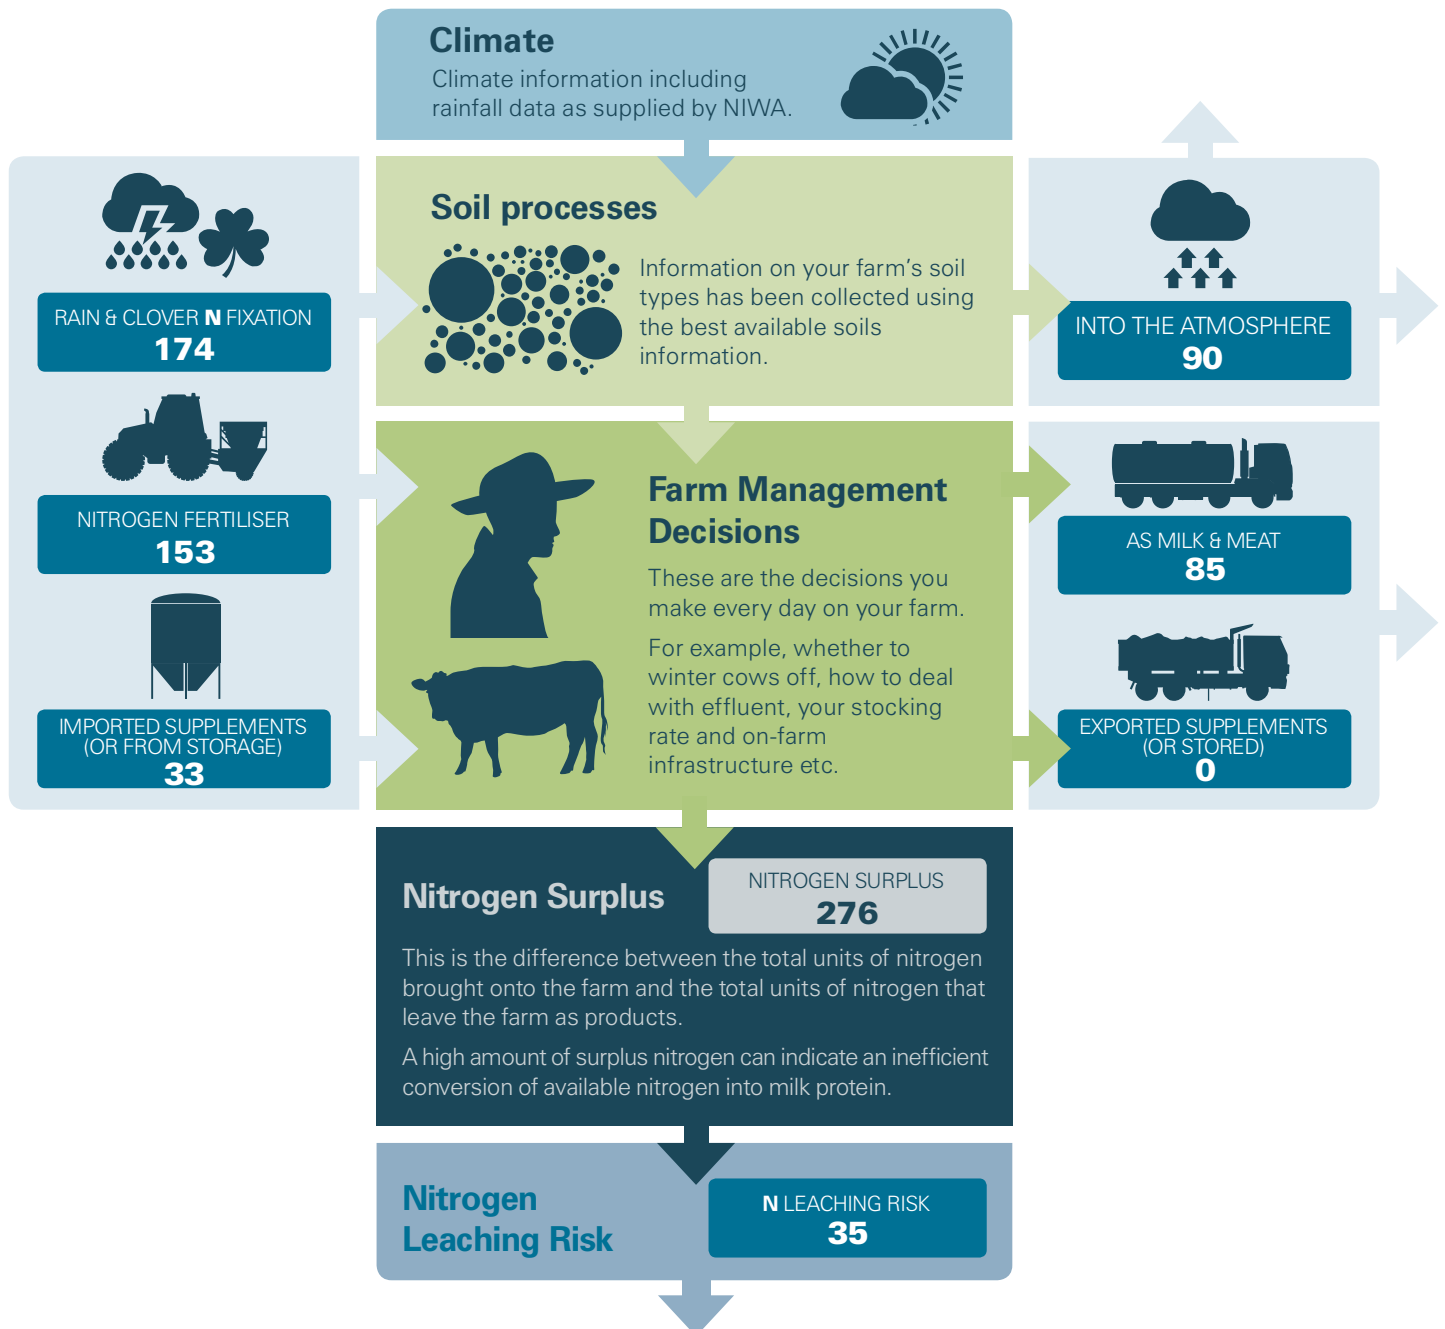 Climate
Climate information including
rainfall data as supplied by NIWA.
RAIN & CLOVER N FIXATION
174
NITROGEN FERTILISER
153
IMPORTED SUPPLEMENTS
(OR FROM STORAGE)
33
Soil processes
Information on your farm's soil
types has been collected using
the best available soils
information.
INTO THE ATMOSPHERE
90
Farm Management
Decisions
These are the decisions you
make every day on your farm.
For example, whether to
winter cows off, how to deal
with effluent, your stocking
rate and on-farm
infrastructure etc.
AS MILK & MEAT
85
EXPORTED SUPPLEMENTS
(OR STORED)
0
Nitrogen Surplus
NITROGEN SURPLUS
276
This is the difference between the total units of nitrogen
brought onto the farm and the total units of nitrogen that
leave the farm as products.
A high amount of surplus nitrogen can indicate an inefficient
conversion of available nitrogen into milk protein.
Nitrogen
Leaching Risk
N LEACHING RISK
35